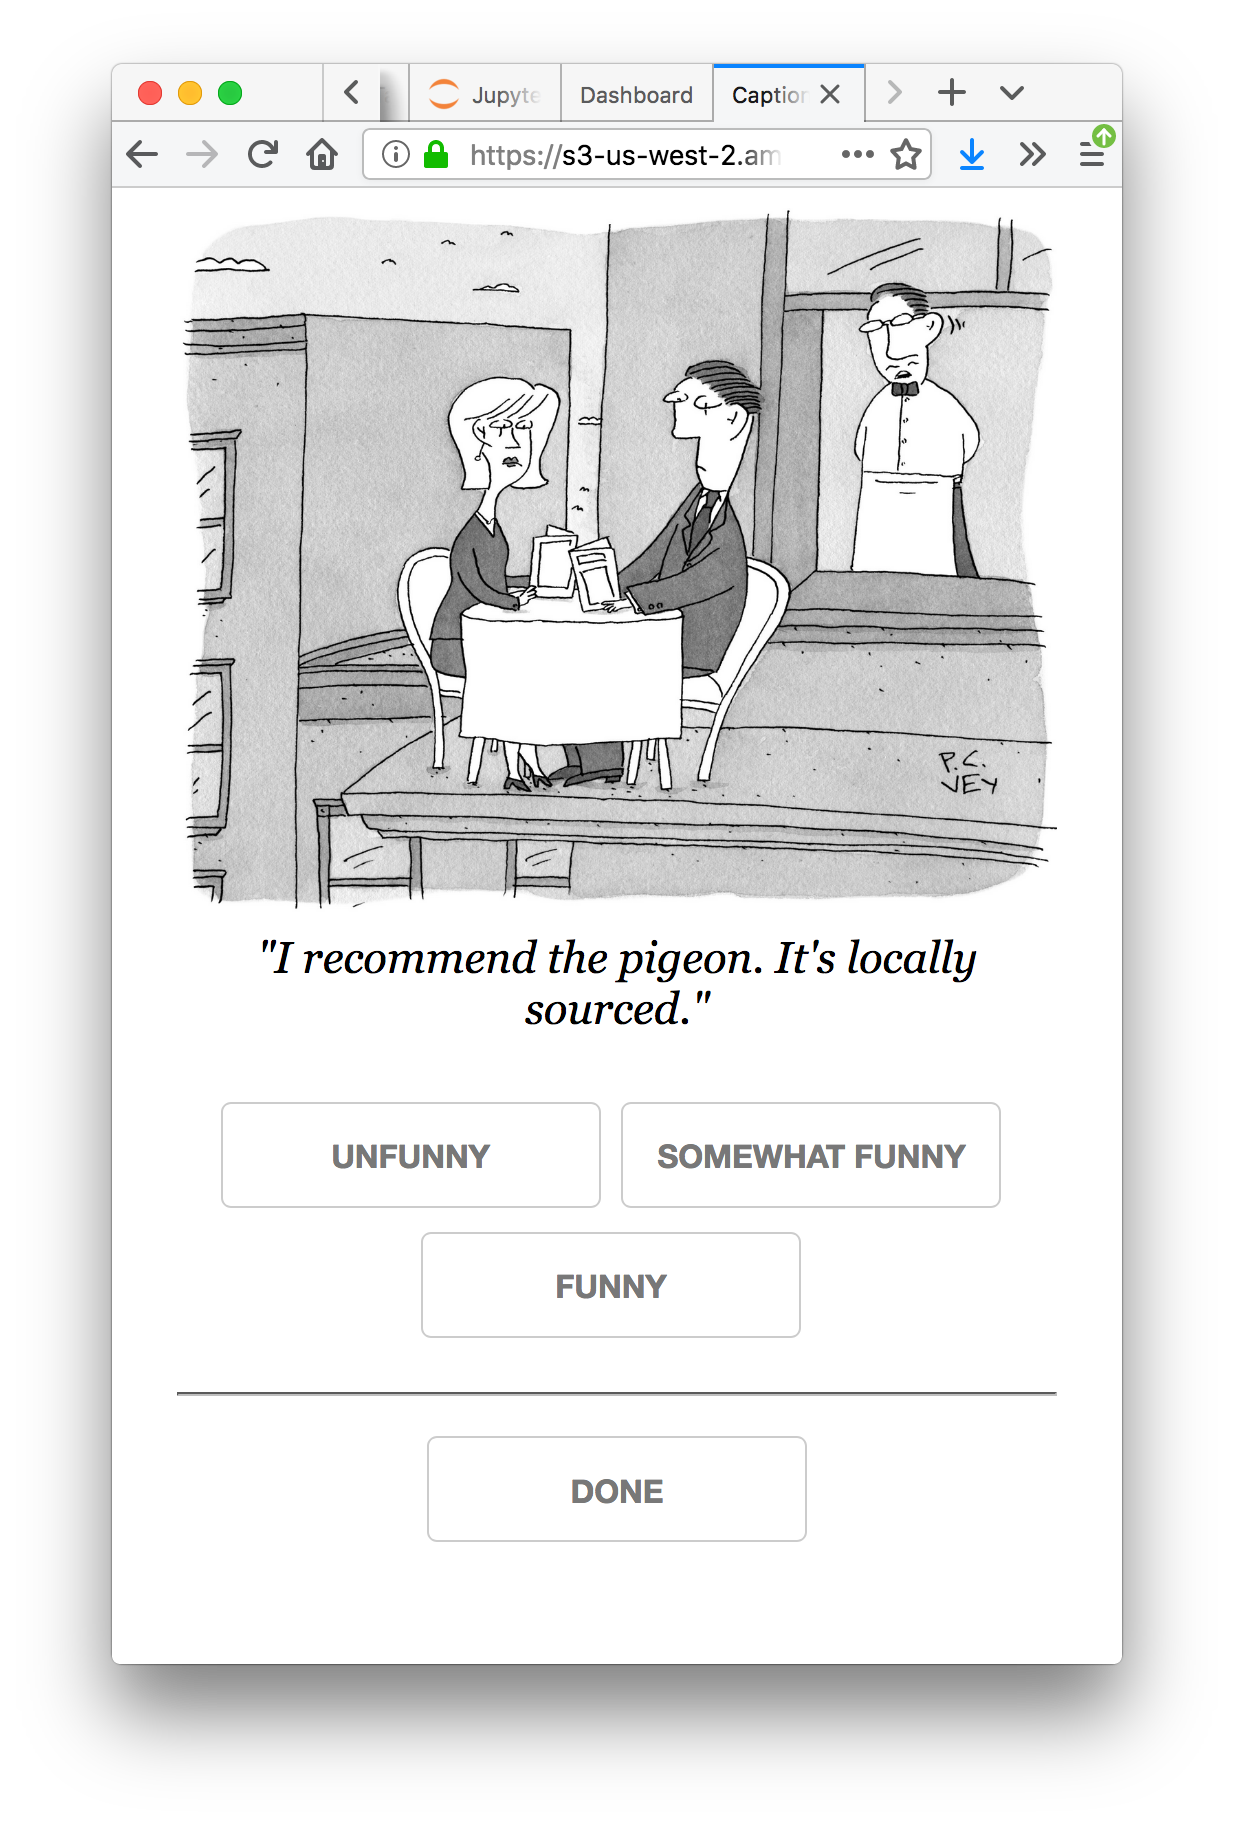 Jupyte
Dashboard
Caption
https://s3-us-west-2.am
P.C.
VEY
"I recommend the pigeon. It's locally
sourced."
UNFUNNY
SOMEWHAT FUNNY
FUNNY
DONE